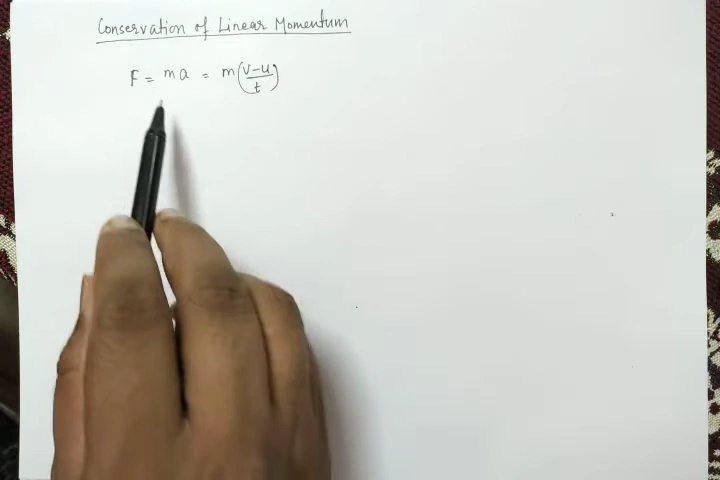 Conservation of Linear Momentum
F = ma = m(v-u/t)